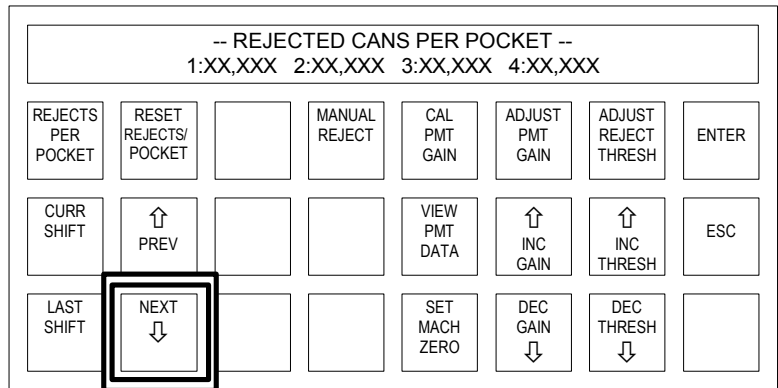 -- REJECTED CANS PER POCKET --
1:XX,XXX 2:XX,XXX 3:XX,XXX 4:XX,XXX
REJECTS
PER
POCKET
RESET
REJECTS/
POCKET
MANUAL
REJECT
CAL
PMT
GAIN
ADJUST
PMT
GAIN
ADJUST
REJECT
THRESH
ENTER
CURR
SHIFT
⇧
PREV
VIEW
PMT
DATA
⇧
INC
GAIN
⇧
INC
THRESH
ESC
LAST
SHIFT
NEXT
⇩
SET
MACH
ZERO
DEC
GAIN
⇩
DEC
THRESH
⇩